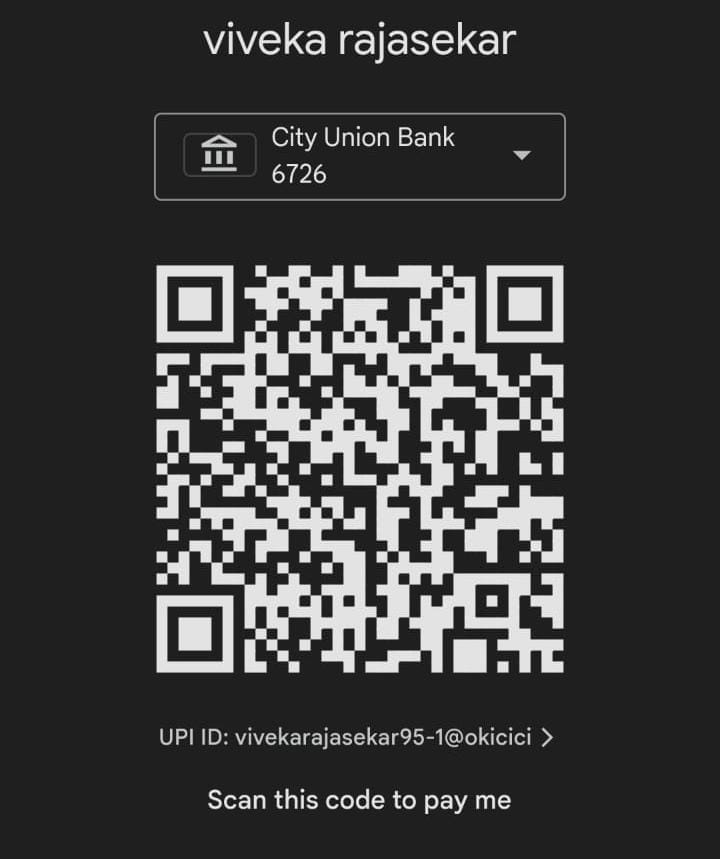 viveka rajasekar
City Union Bank
6726
UPI ID: vivekarajasekar95-1@okicici
Scan this code to pay me